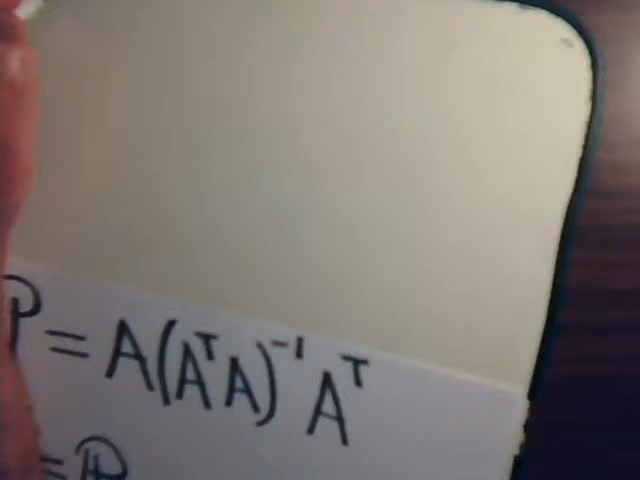 P = A(AᵀA)⁻¹Aᵀ
= P